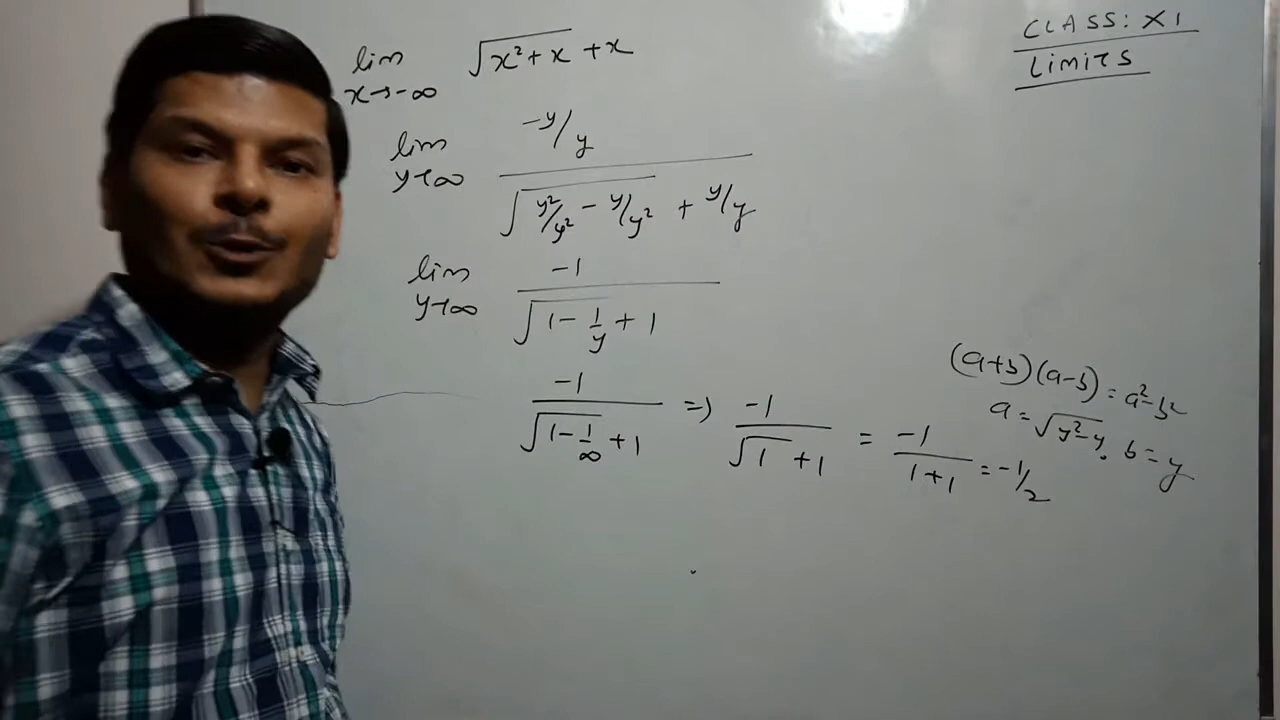 CLASS: XI
LIMITS
lim x→-∞ √(x²+x) + x
lim y→∞ (-y/y) / (√(y²/y² - y/y²) + y/y)
lim y→∞ -1 / (√(1 - 1/y) + 1)
-1 / (√(1 - 1/∞) + 1) => -1 / (√1 + 1) = -1 / (1+1) = -1/2
(a+b)(a-b) = a²-b²
a = √(y²-y). b = y